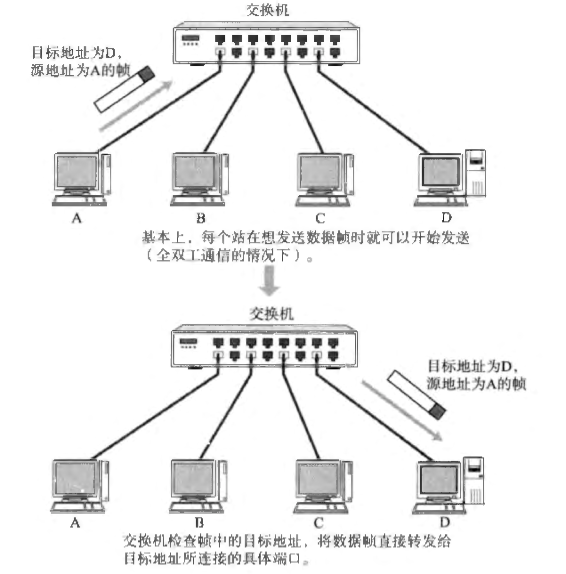 交换机
目标地址为D,
源地址为A的帧
A
B
C
D
基本上，每个站在想发送数据帧时就可以开始发送
（全双工通信的情况下）。
交换机
目标地址为D,
源地址为A的帧
A
B
C
D
交换机检查帧中的目标地址，将数据帧直接转发给
目标地址所连接的具体端口。